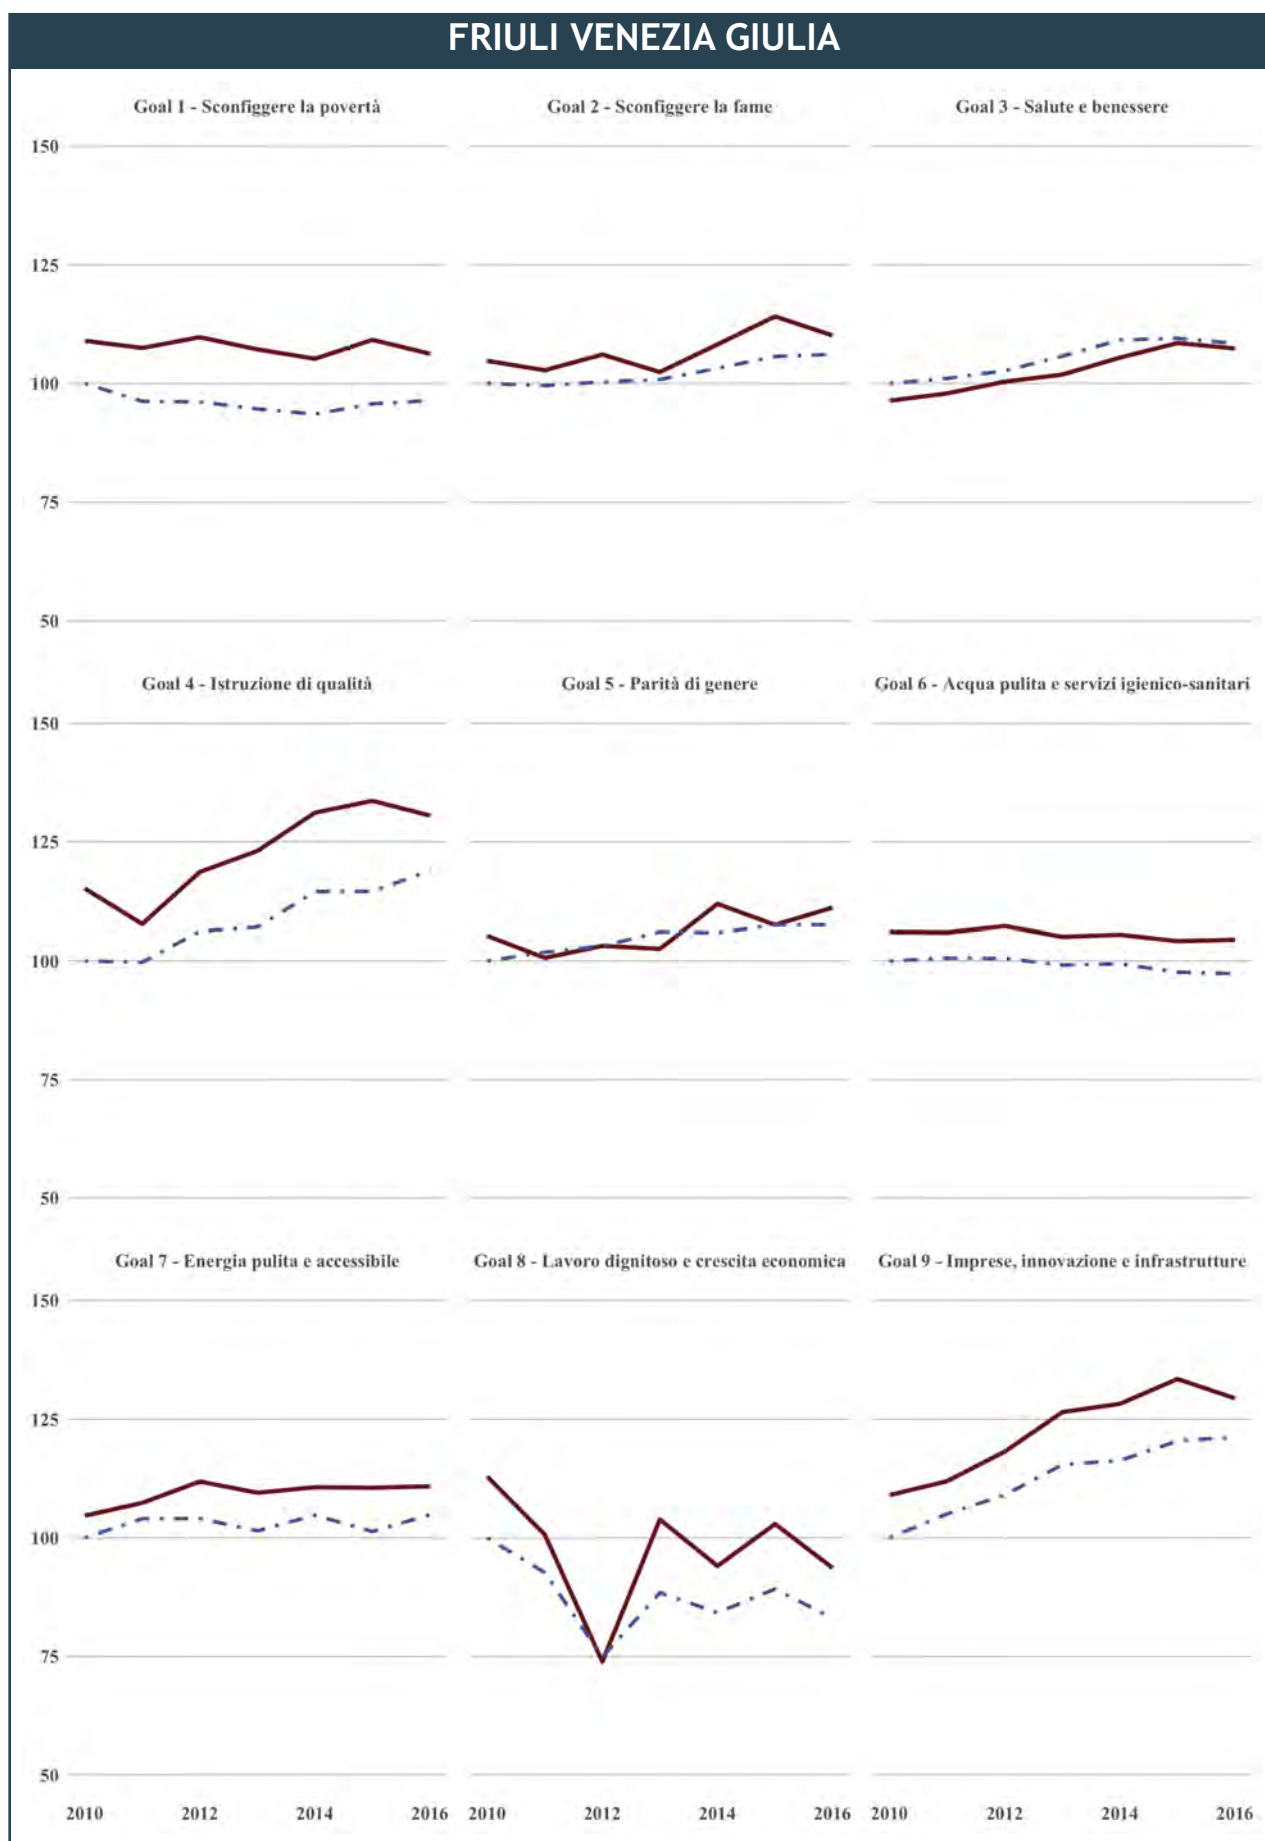 FRIULI VENEZIA GIULIA
Goal 1 - Sconfiggere la povertà
Goal 2 - Sconfiggere la fame
Goal 3 - Salute e benessere
150
125
100
75
50
Goal 4 - Istruzione di qualità
Goal 5 - Parità di genere
Goal 6 - Acqua pulita e servizi igienico-sanitari
150
125
100
75
50
Goal 7 - Energia pulita e accessibile
Goal 8 - Lavoro dignitoso e crescita economica
Goal 9 - Imprese, innovazione e infrastrutture
150
125
100
75
50
2010 2012 2014 2016 2010 2012 2014 2016 2010 2012 2014 2016